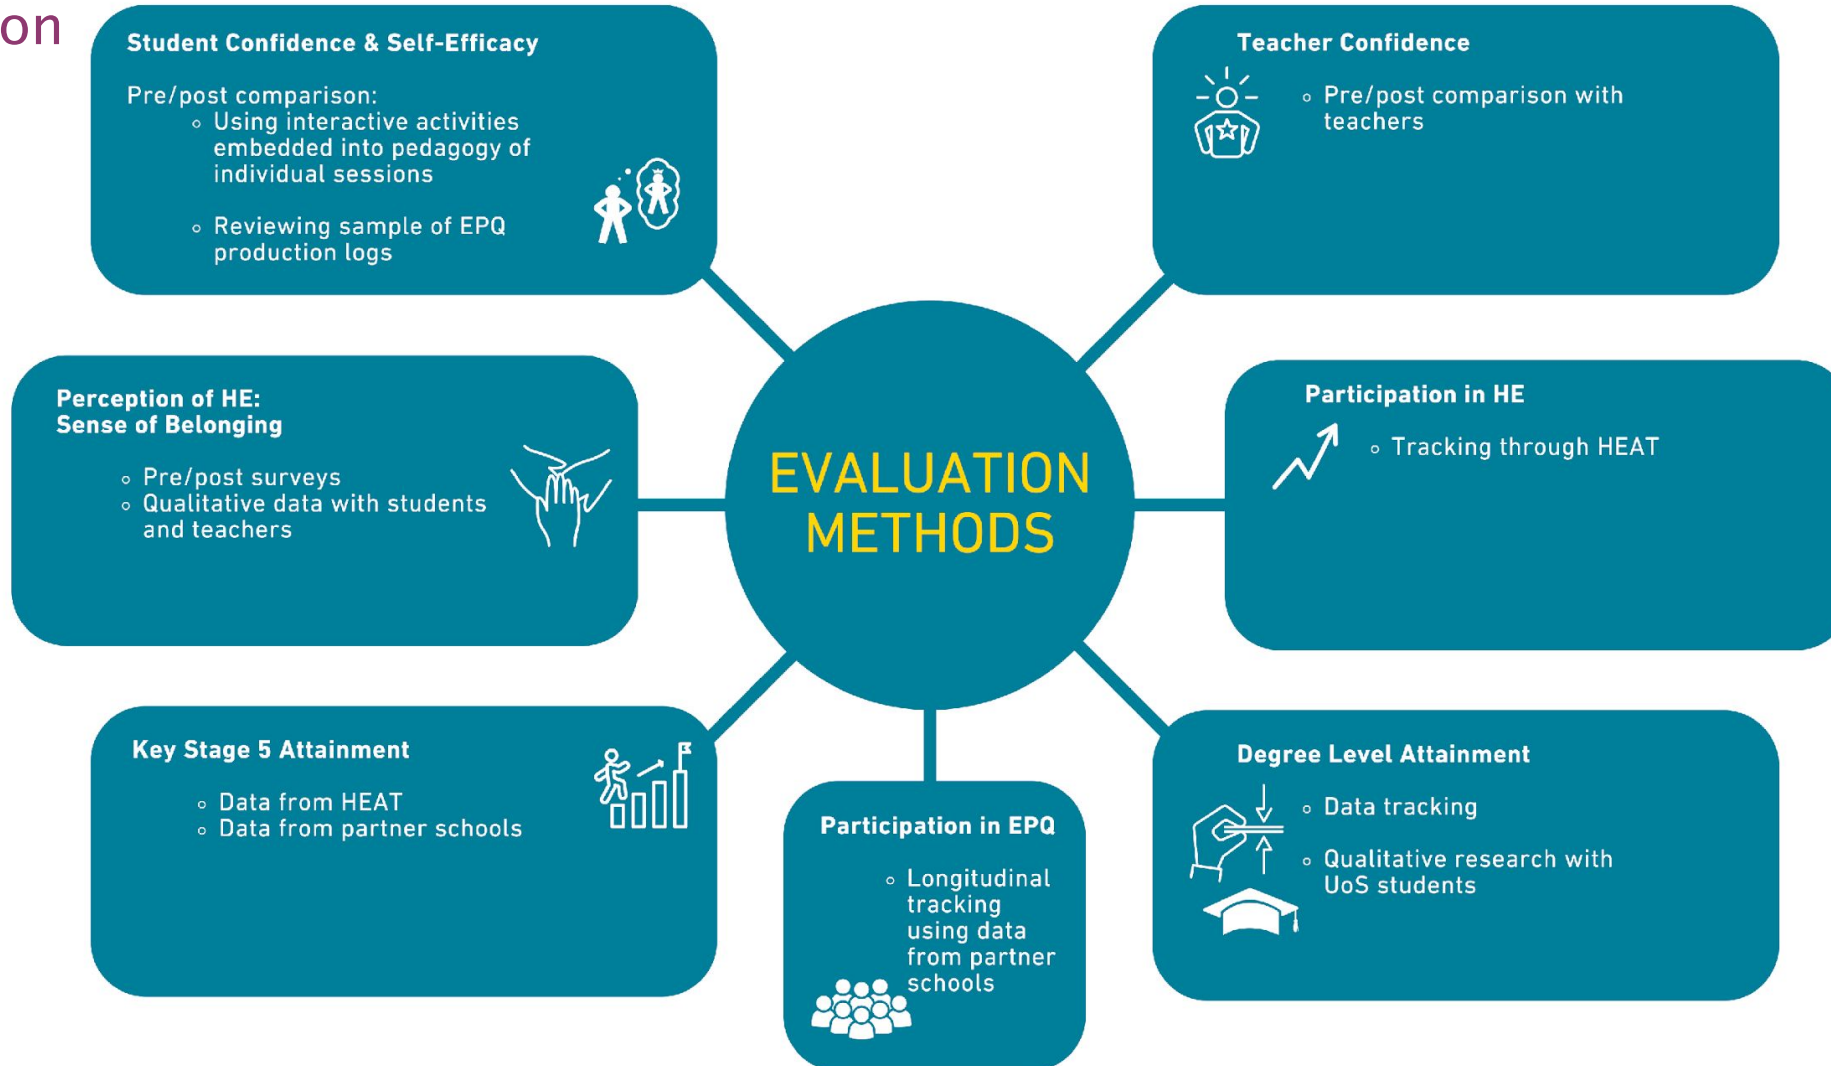 on
Student Confidence & Self-Efficacy
Pre/post comparison:
◦ Using interactive activities
embedded into pedagogy of
individual sessions
◦ Reviewing sample of EPQ
production logs
Teacher Confidence
◦ Pre/post comparison with
teachers
Perception of HE:
Sense of Belonging
◦ Pre/post surveys
◦ Qualitative data with students
and teachers
EVALUATION
METHODS
Participation in HE
◦ Tracking through HEAT
Key Stage 5 Attainment
◦ Data from HEAT
◦ Data from partner schools
Participation in EPQ
◦ Longitudinal
tracking
using data
from partner
schools
Degree Level Attainment
◦ Data tracking
◦ Qualitative research with
UoS students